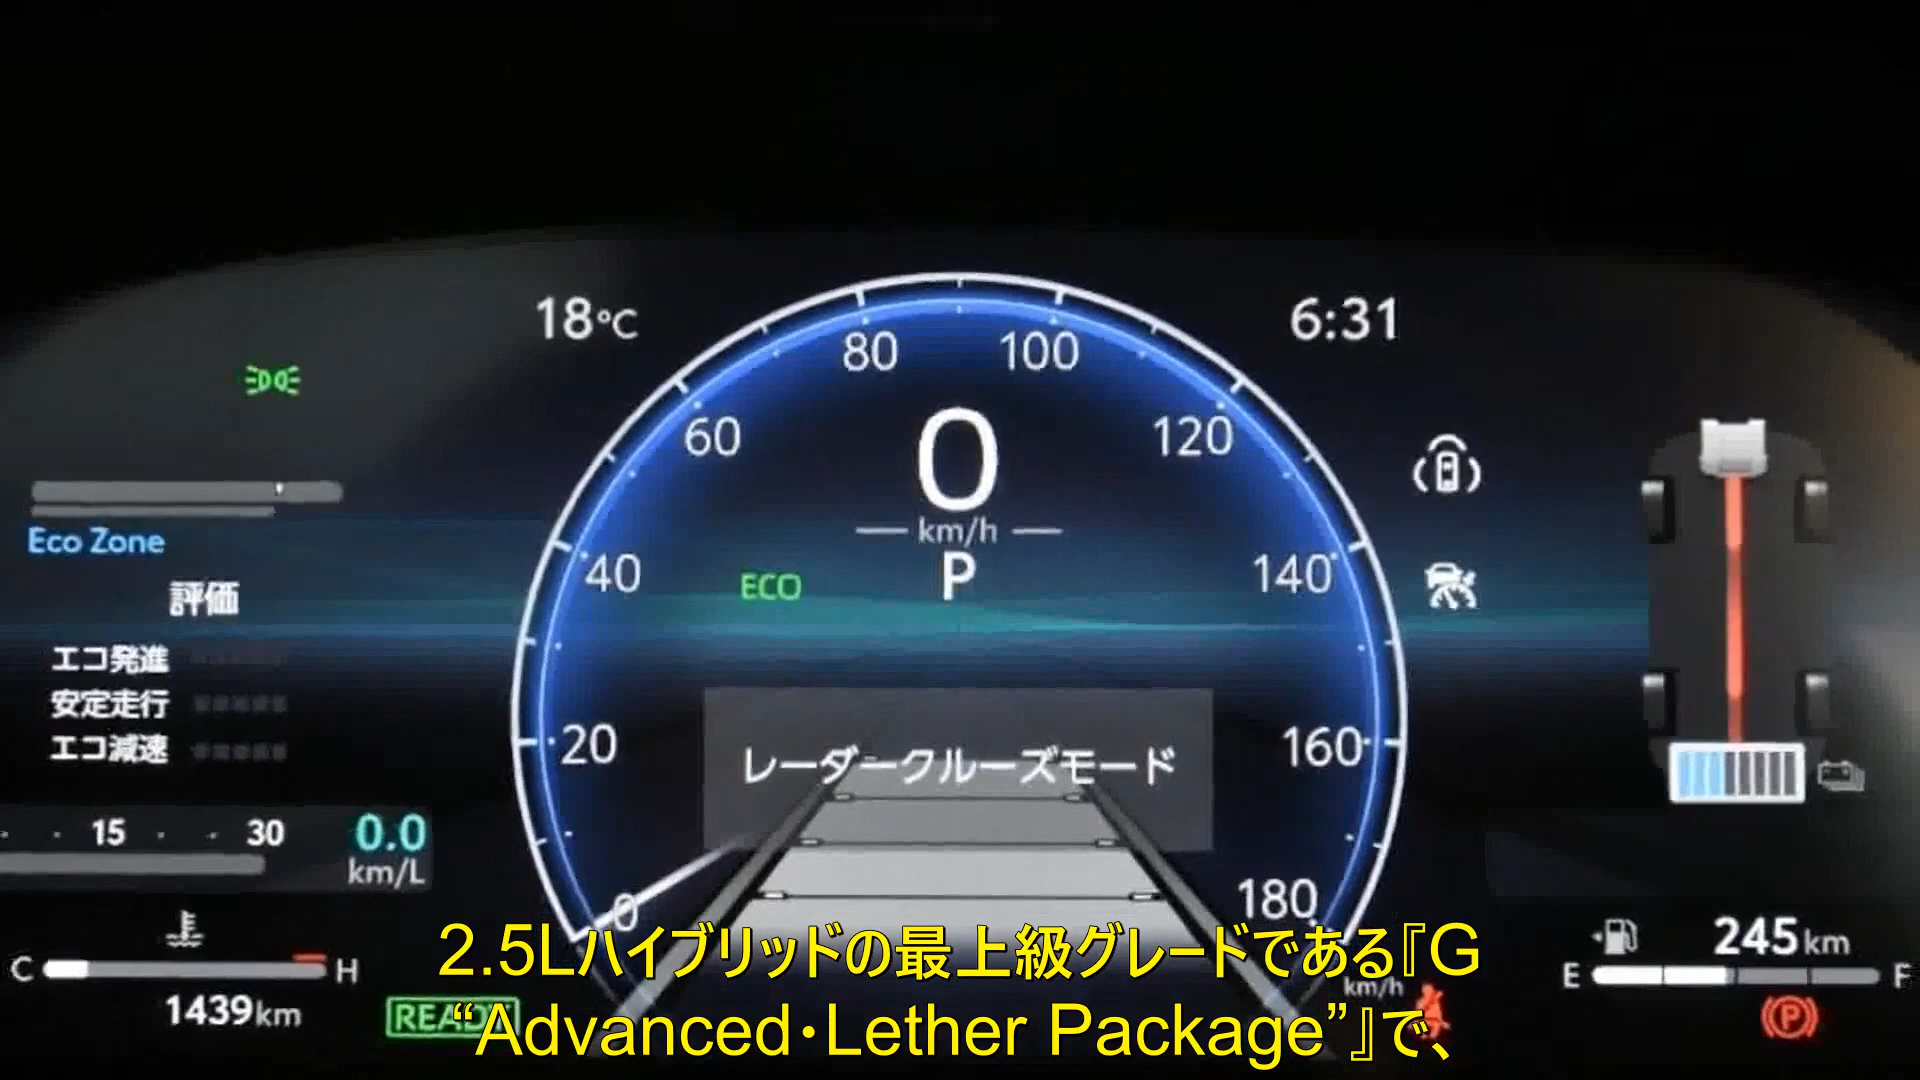 18°C
6:31
80
100
60
120
0
km/h
Eco Zone
P
40
140
ECO
評価
エコ発進
安定走行
エコ減速
20
160
レーダークルーズモード
15
30
0.0
km/L
0
180
C
H
245km
E
F
km/h
1439km
READY
P
2.5Lハイブリッドの最上級グレードである『G
“Advanced・Lether Package”』で、